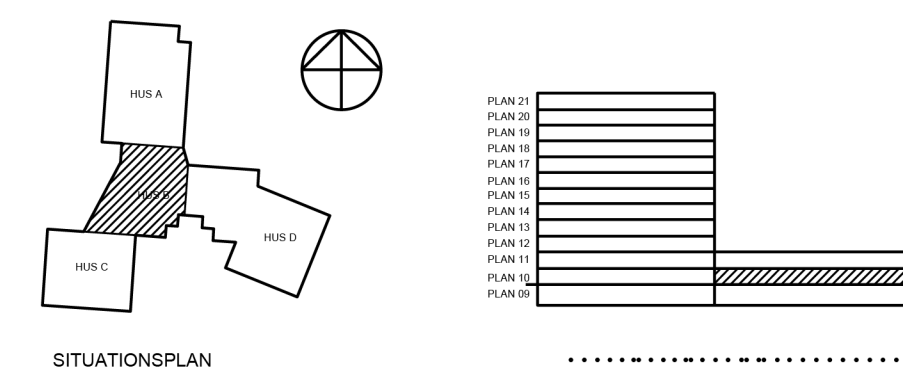 HUS A
HUS B
HUS C
HUS D
SITUATIONSPLAN
PLAN 21
PLAN 20
PLAN 19
PLAN 18
PLAN 17
PLAN 16
PLAN 15
PLAN 14
PLAN 13
PLAN 12
PLAN 11
PLAN 10
PLAN 09